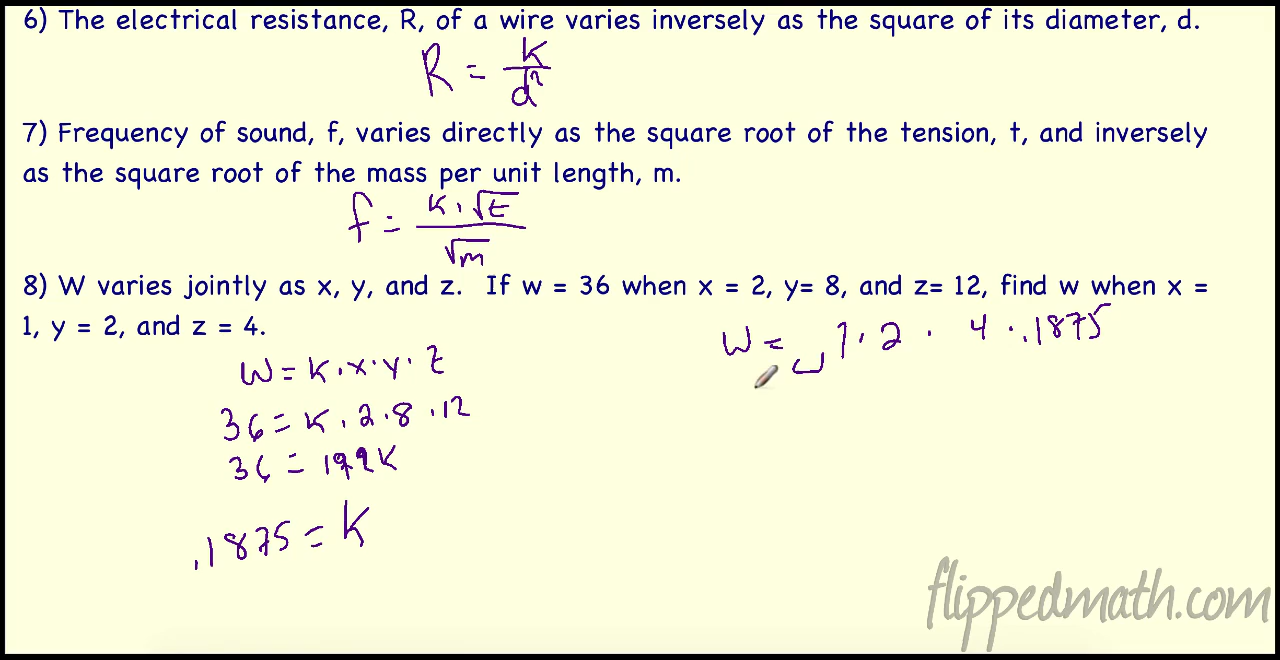 6) The electrical resistance, R, of a wire varies inversely as the square of its diameter, d.
R = k/d²
7) Frequency of sound, f, varies directly as the square root of the tension, t, and inversely
as the square root of the mass per unit length, m.
f = k·√t/√m
8) W varies jointly as x, y, and z. If w = 36 when x = 2, y= 8, and z= 12, find w when x =
1, y = 2, and z = 4.
W = 1·2·4·.1875
W = k·x·y·z
36 = k·2·8·12
36 = 192k
.1875 = k
flippedmath.com